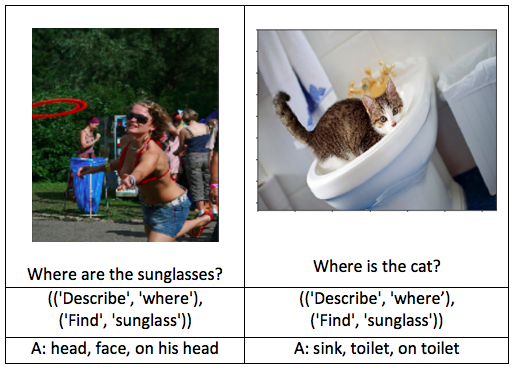 Where are the sunglasses?
(('Describe', 'where'),
('Find', 'sunglass'))
A: head, face, on his head
Where is the cat?
(('Describe', 'where’),
('Find', 'sunglass'))
A: sink, toilet, on toilet